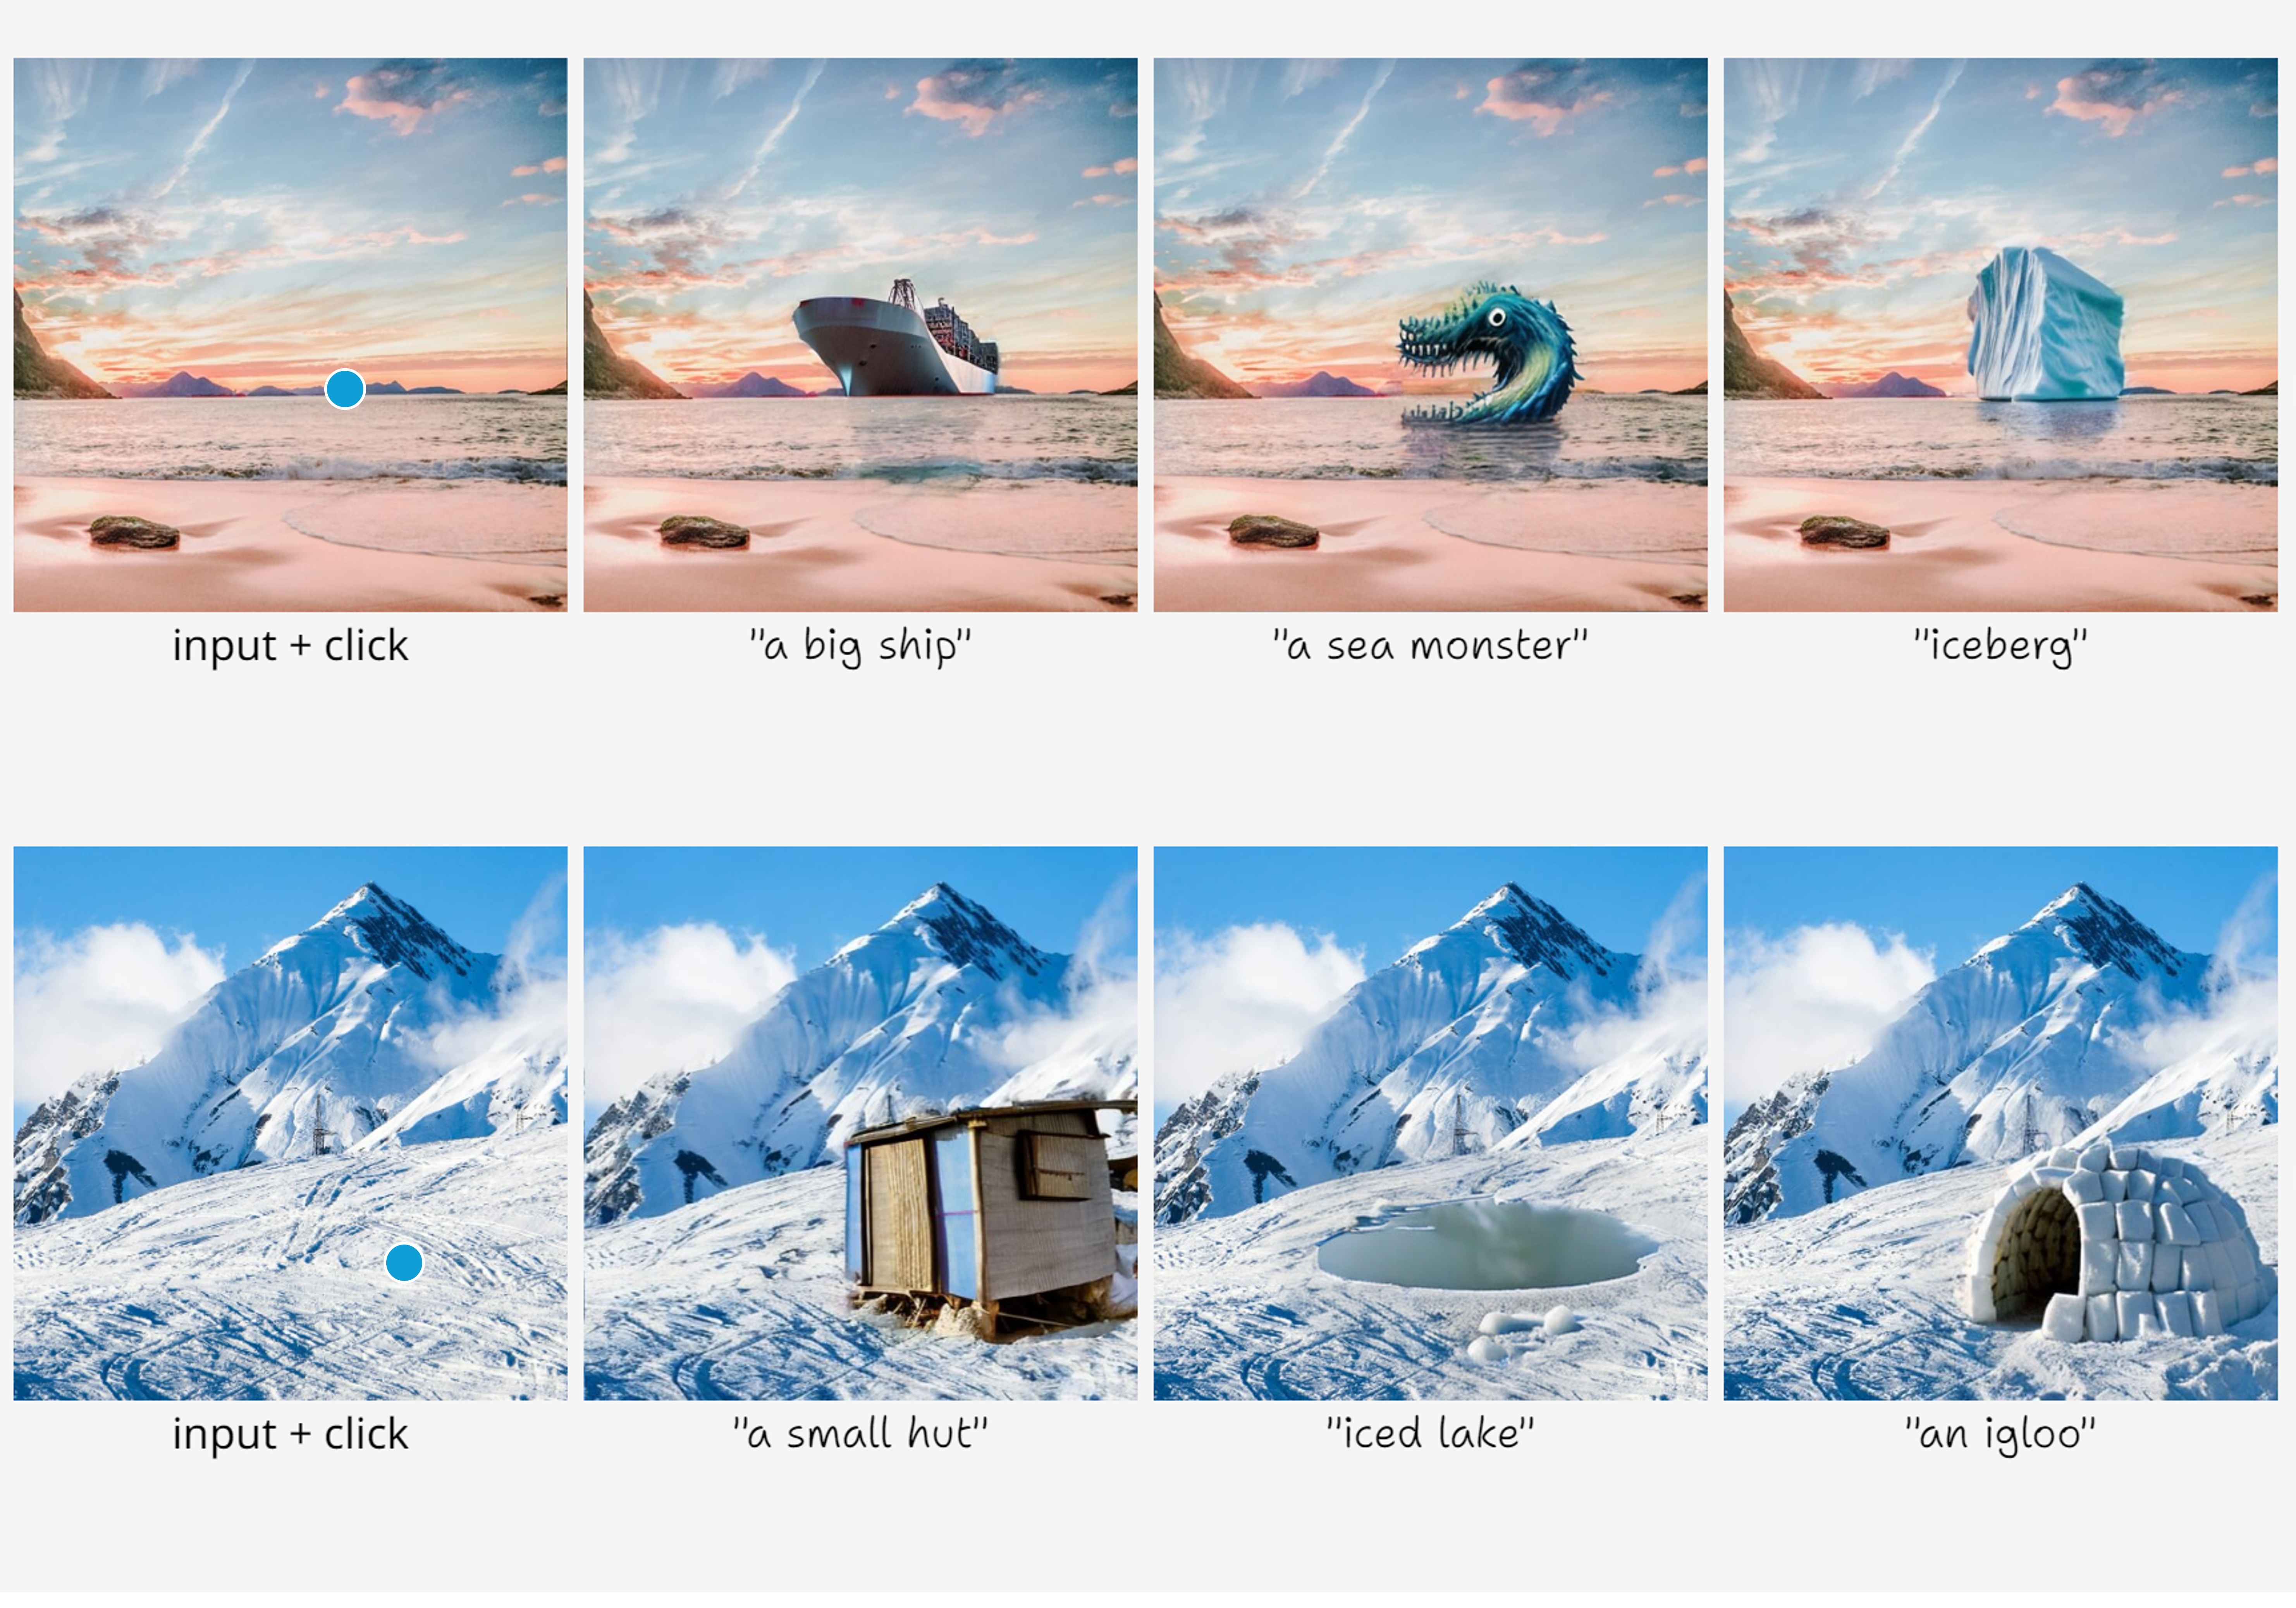 input + click
"a big ship"
"a sea monster"
"iceberg"
input + click
"a small hut"
"iced lake"
"an igloo"